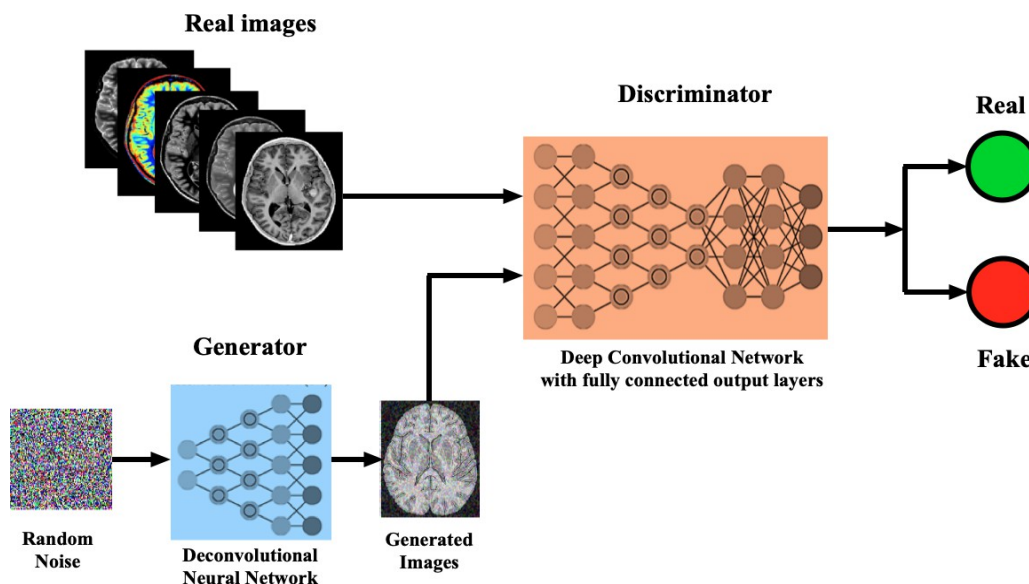 Real images
Discriminator
Real
Fake
Deep Convolutional Network
with fully connected output layers
Generator
Random
Noise
Deconvolutional
Neural Network
Generated
Images